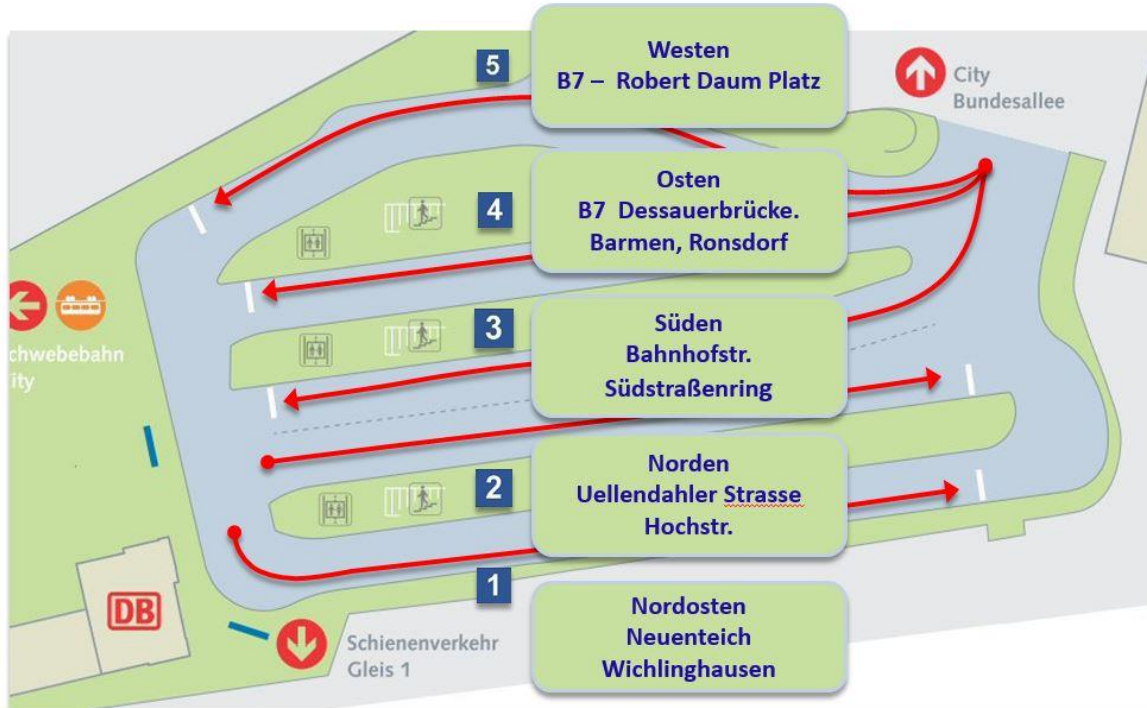 5
Westen
B7 – Robert Daum Platz
City
Bundesallee
4
Osten
B7 Dessauerbrücke.
Barmen, Ronsdorf
chwebebahn
ity
3
Süden
Bahnhofstr.
Südstraßenring
2
Norden
Uellendahler Strasse
Hochstr.
1
DB
Schienenverkehr
Gleis 1
Nordosten
Neuenteich
Wichlinghausen